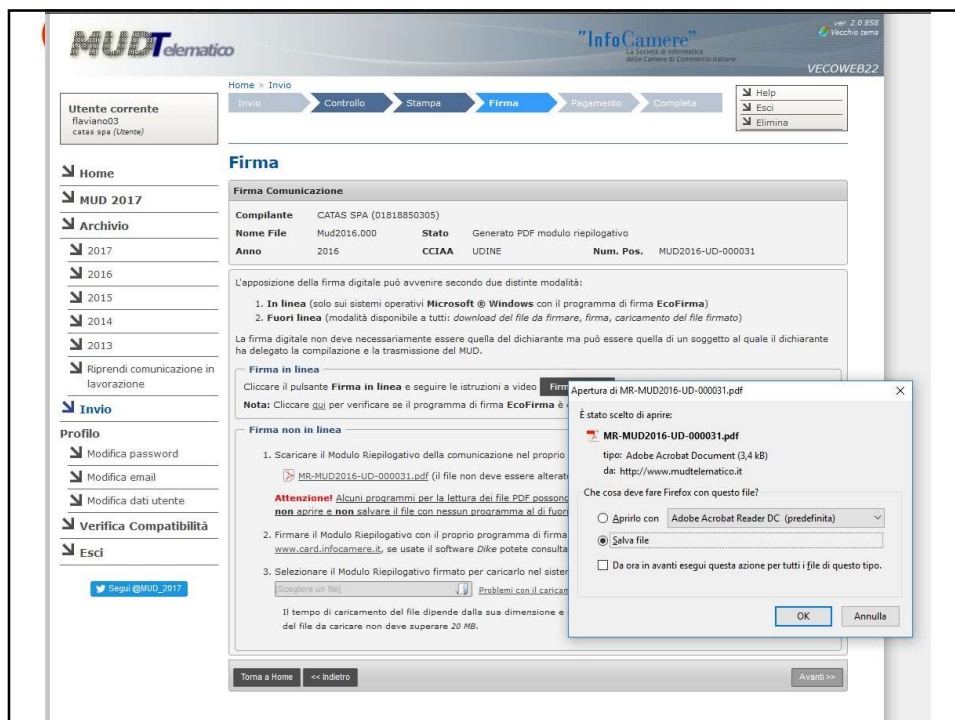 MUDTelematico
"InfoCamere"
La Società di Informatica
delle Camere di Commercio Italiane
ver. 2.0.858
Vecchio tema
VECOWEB22
Utente corrente
flaviano03
catas spa (Utente)
Home » Invio
Invio Controllo Stampa Firma Pagamento Completa
Help
Esci
Elimina
Home
MUD 2017
Archivio
2017
2016
2015
2014
2013
Riprendi comunicazione in
lavorazione
Invio
Profilo
Modifica password
Modifica email
Modifica dati utente
Verifica Compatibilità
Esci
Segui @MUD_2017
Firma
Firma Comunicazione
Compilante CATAS SPA (01818850305)
Nome File Mud2016.000 Stato Generato PDF modulo riepilogativo
Anno 2016 CCIAA UDINE Num. Pos. MUD2016-UD-000031
L'apposizione della firma digitale può avvenire secondo due distinte modalità:
1. In linea (solo sui sistemi operativi Microsoft ® Windows con il programma di firma EcoFirma)
2. Fuori linea (modalità disponibile a tutti: download del file da firmare, firma, caricamento del file firmato)
La firma digitale non deve necessariamente essere quella del dichiarante ma può essere quella di un soggetto al quale il dichiarante
ha delegato la compilazione e la trasmissione del MUD.
Firma in linea
Cliccare il pulsante Firma in linea e seguire le istruzioni a video Firm
Nota: Cliccare qui per verificare se il programma di firma EcoFirma è
Firma non in linea
1. Scaricare il Modulo Riepilogativo della comunicazione nel proprio
MR-MUD2016-UD-000031.pdf (il file non deve essere alterat
Attenzione! Alcuni programmi per la lettura dei file PDF possono
non aprire e non salvare il file con nessun programma al di fuori
2. Firmare il Modulo Riepilogativo con il proprio programma di firma
www.card.infocamere.it, se usate il software Dike potete consulta
3. Selezionare il Modulo Riepilogativo firmato per caricarlo nel sister
[Scegliere un file] Problemi con il carican
Il tempo di caricamento del file dipende dalla sua dimensione e
del file da caricare non deve superare 20 MB.
Torna a Home << Indietro Avanti >>
Apertura di MR-MUD2016-UD-000031.pdf
È stato scelto di aprire:
MR-MUD2016-UD-000031.pdf
tipo: Adobe Acrobat Document (3,4 kB)
da: http://www.mudtelematico.it
Che cosa deve fare Firefox con questo file?
Aprirlo con Adobe Acrobat Reader DC (predefinita)
Salva file
Da ora in avanti esegui questa azione per tutti i file di questo tipo.
OK Annulla